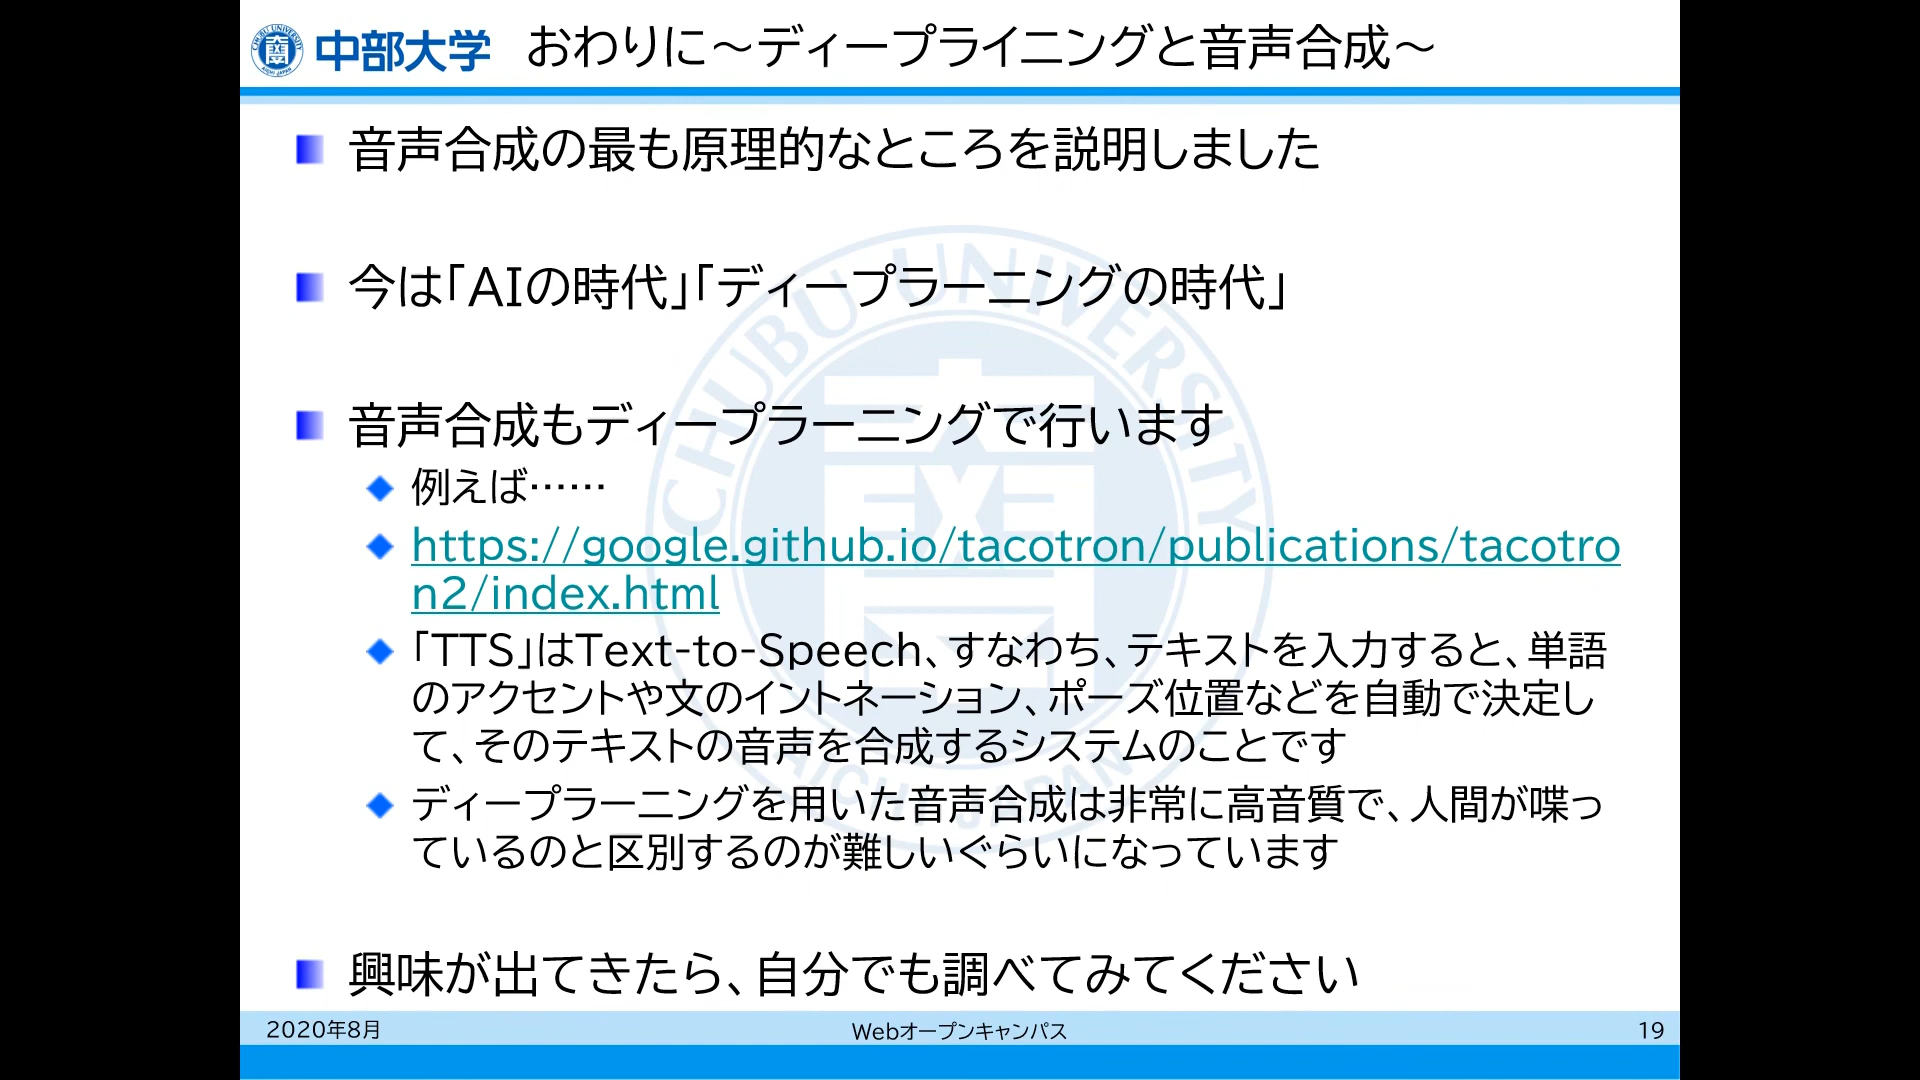 中部大学 おわりに～ディープライニングと音声合成～
音声合成の最も原理的なところを説明しました
今は「AIの時代」「ディープラーニングの時代」
音声合成もディープラーニングで行います
例えば……
https://google.github.io/tacotron/publications/tacotro
n2/index.html
「TTS」はText-to-Speech、すなわち、テキストを入力すると、単語
のアクセントや文のイントネーション、ポーズ位置などを自動で決定し
て、そのテキストの音声を合成するシステムのことです
ディープラーニングを用いた音声合成は非常に高音質で、人間が喋っ
ているのと区別するのが難しいぐらいになっています
興味が出てきたら、自分でも調べてみてください
CHUBU UNIVERSITY
AICHI JAPAN
2020年8月 Webオープンキャンパス 19